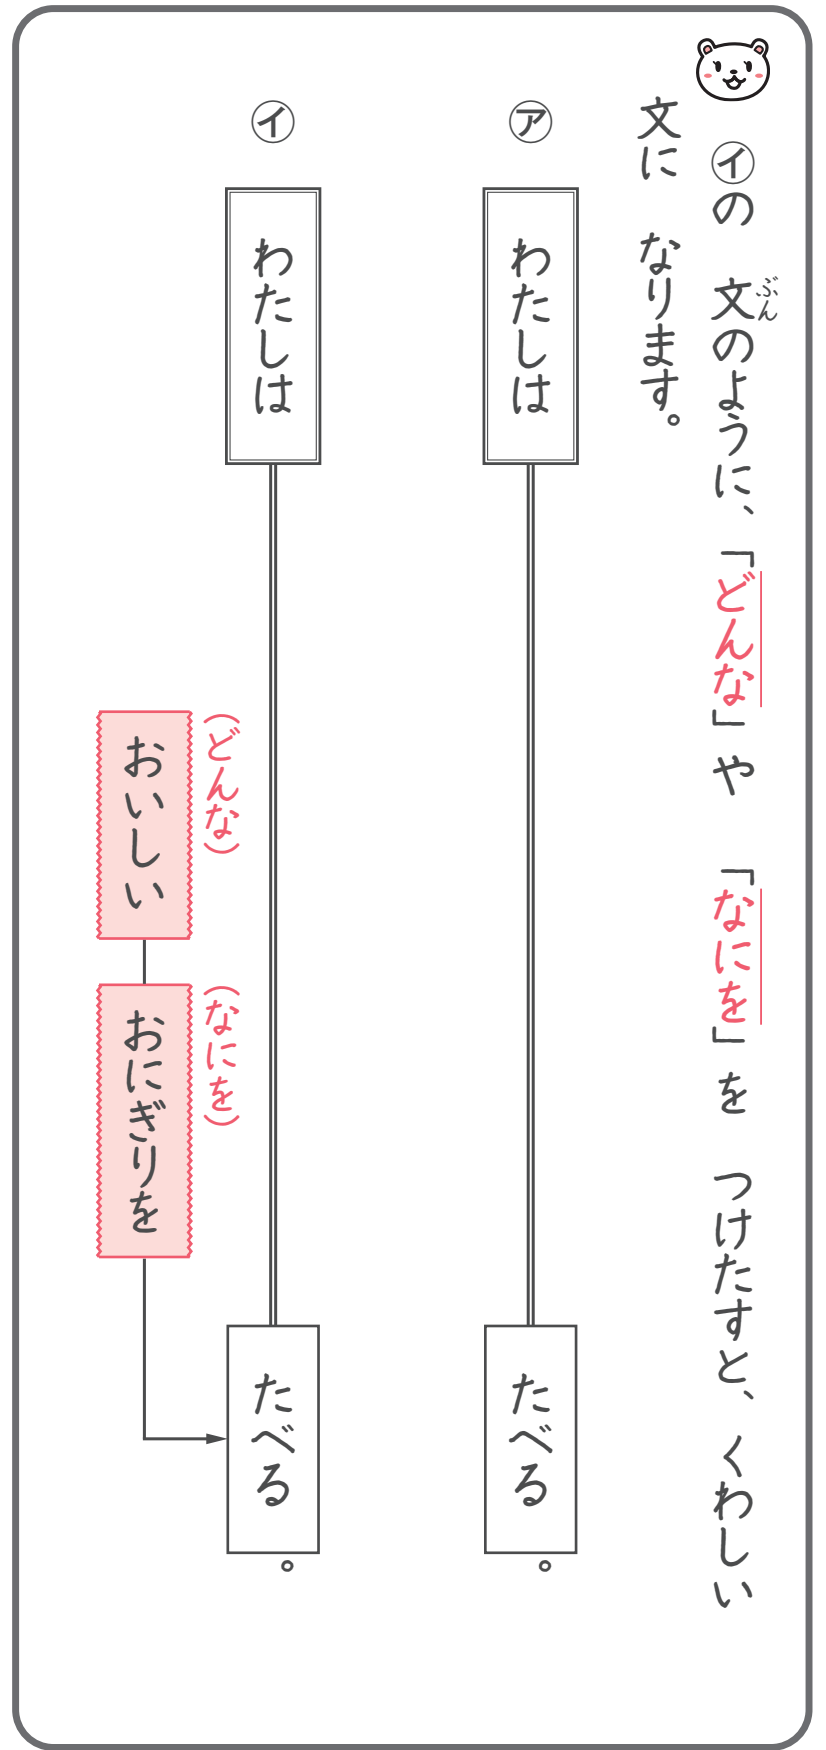 ㋑の 文のように、「どんな」や 「なにを」を つけたすと、くわしい
ぶん
文に なります。
㋐ わたしは たべる。
㋑ わたしは たべる。
(どんな) (なにを)
おいしい おにぎりを